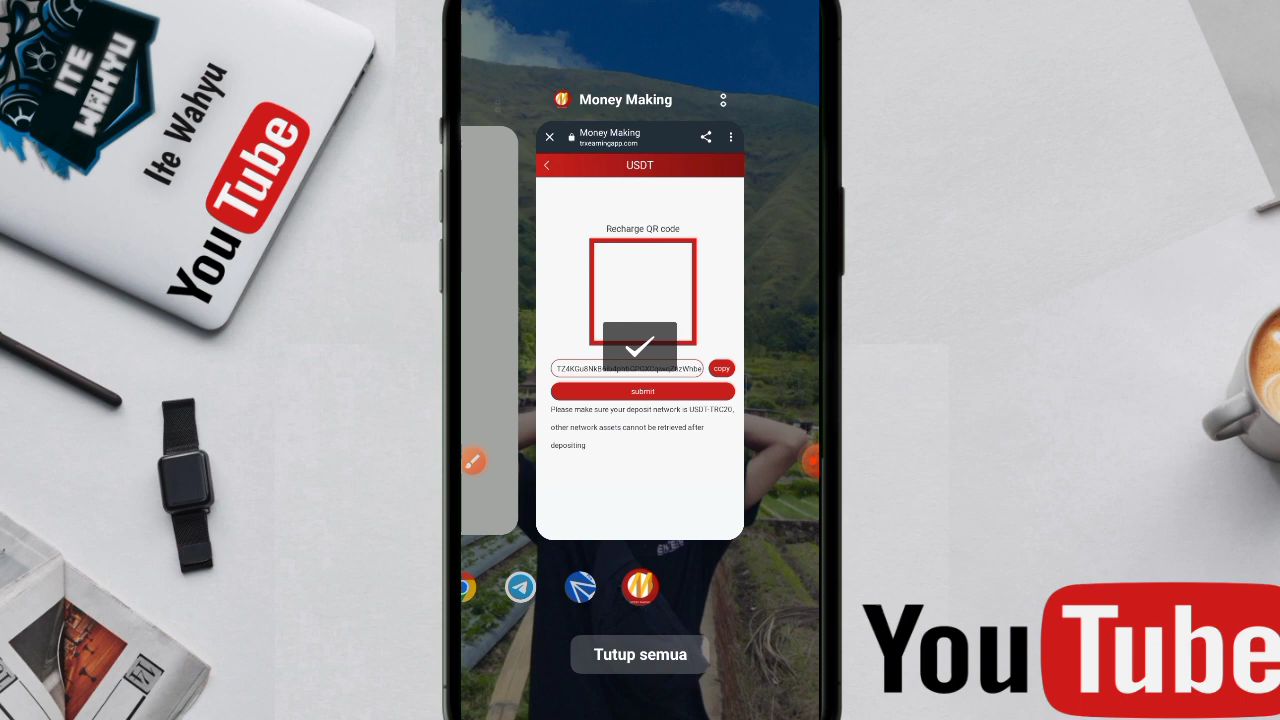 ITE
WAHYU
Ite Wahyu
YouTube
Money Making
Money Making
trxearningapp.com
USDT
Recharge QR code
copy
submit
Please make sure your deposit network is USDT-TRC20,
other network assets cannot be retrieved after
depositing
Tutup semua
YouTube